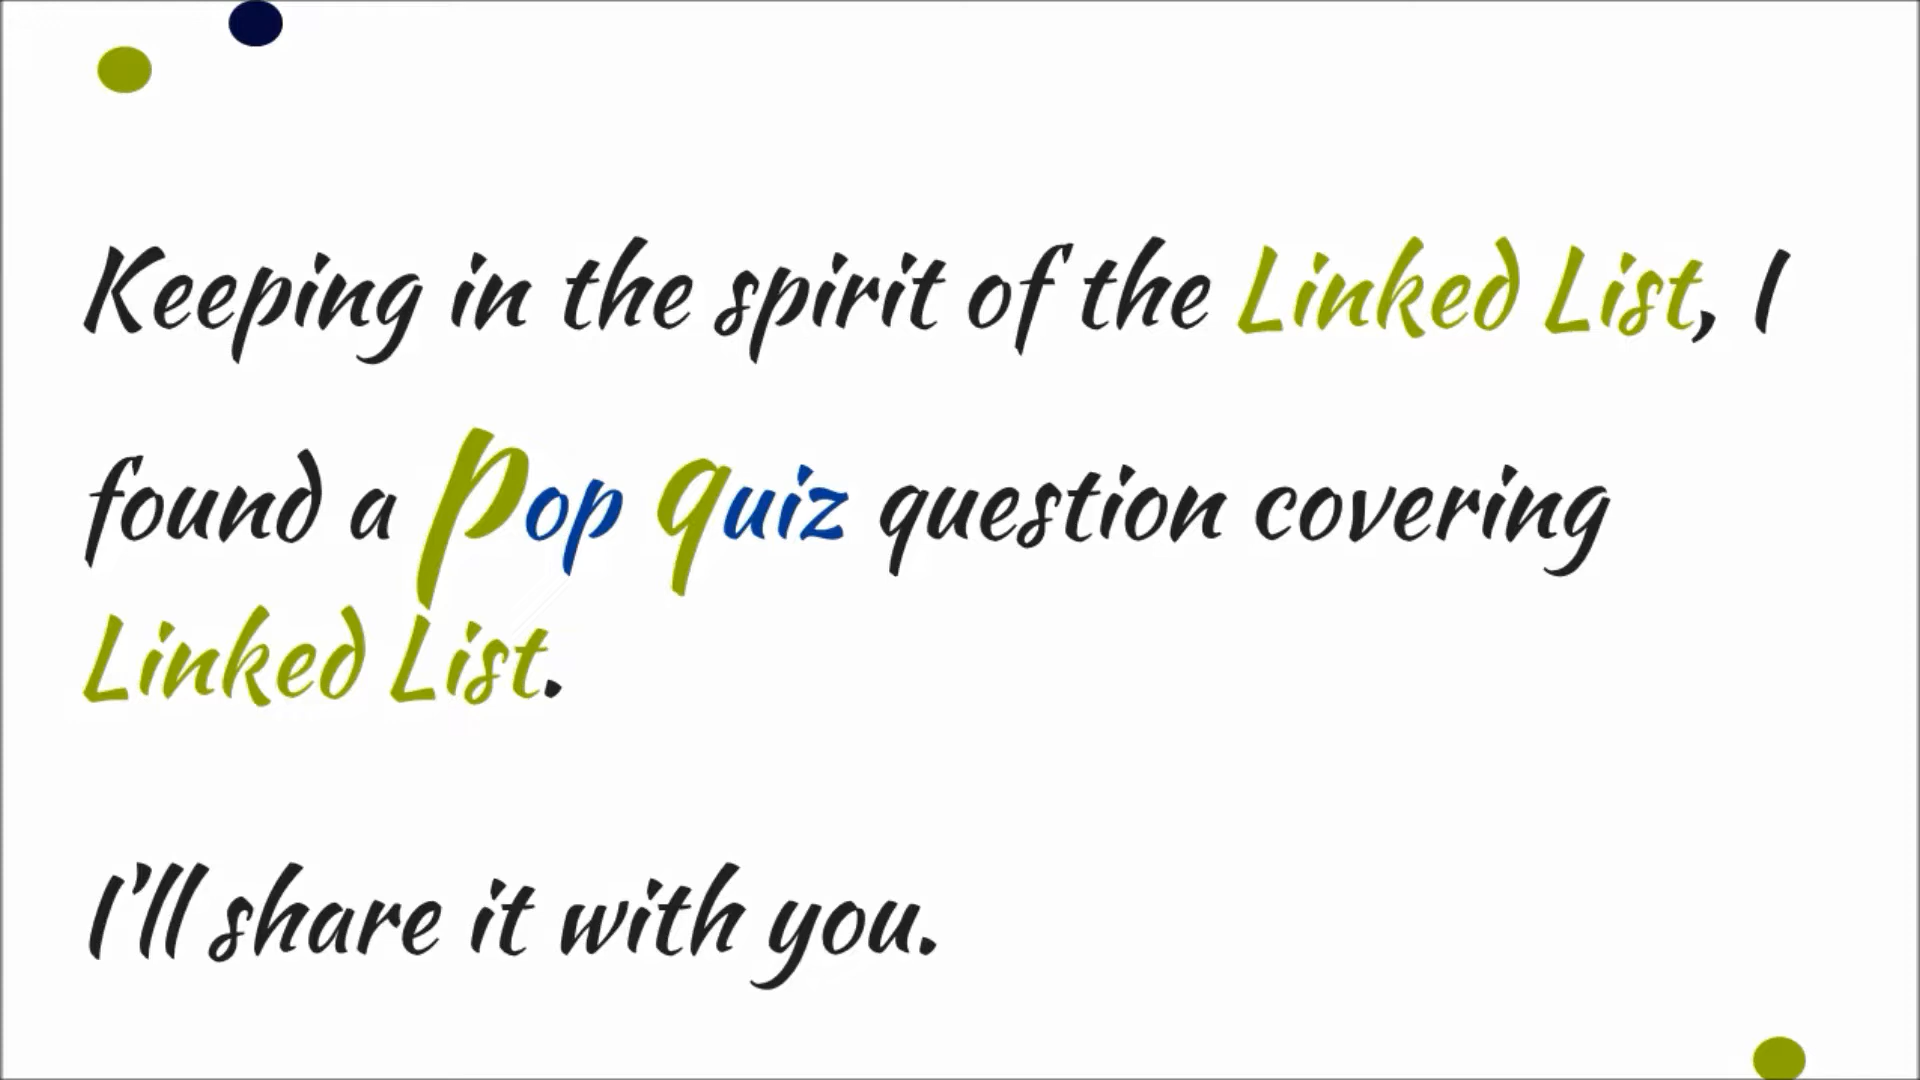 Keeping in the spirit of the Linked List, I
found a Pop quiz question covering
Linked List.
I'll share it with you.